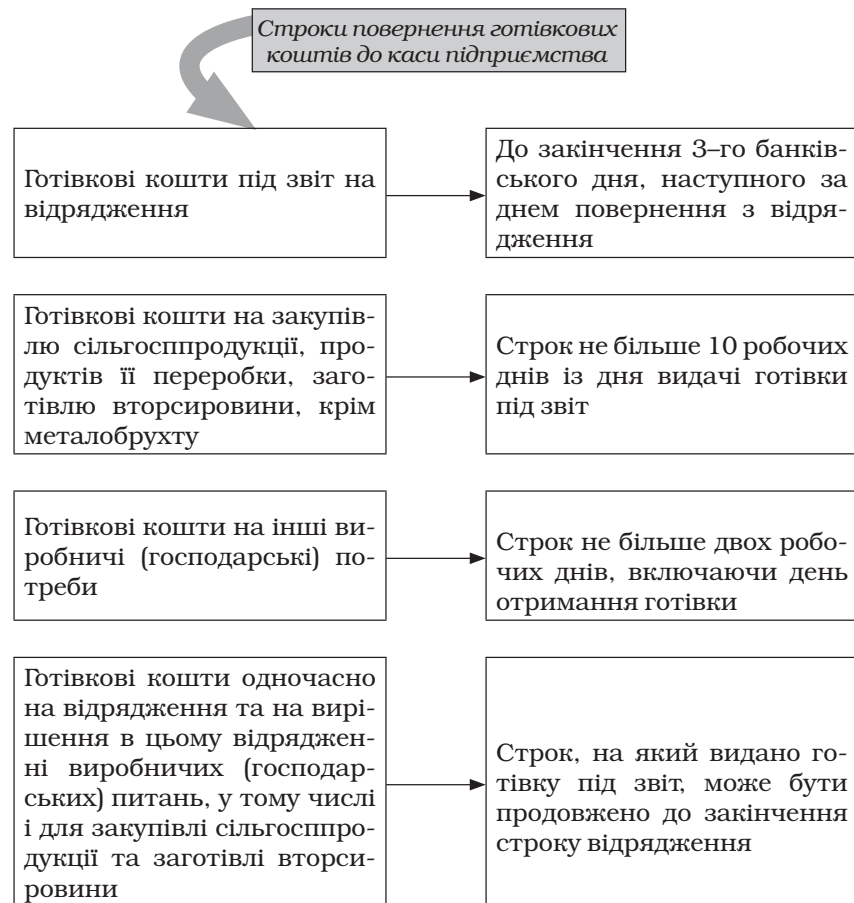 Строки повернення готівкових
коштів до каси підприємства
Готівкові кошти під звіт на
відрядження
До закінчення 3–го банків-
ського дня, наступного за
днем повернення з відря-
дження
Готівкові кошти на закупів-
лю сільгосппродукції, про-
дуктів її переробки, заго-
тівлю вторсировини, крім
металобрухту
Строк не більше 10 робочих
днів із дня видачі готівки
під звіт
Готівкові кошти на інші ви-
робничі (господарські) по-
треби
Строк не більше двох робо-
чих днів, включаючи день
отримання готівки
Готівкові кошти одночасно
на відрядження та на вирі-
шення в цьому відряджен-
ні виробничих (господар-
ських) питань, у тому числі
і для закупівлі сільгосппро-
дукції та заготівлі вторси-
ровини
Строк, на який видано го-
тівку під звіт, може бути
продовжено до закінчення
строку відрядження